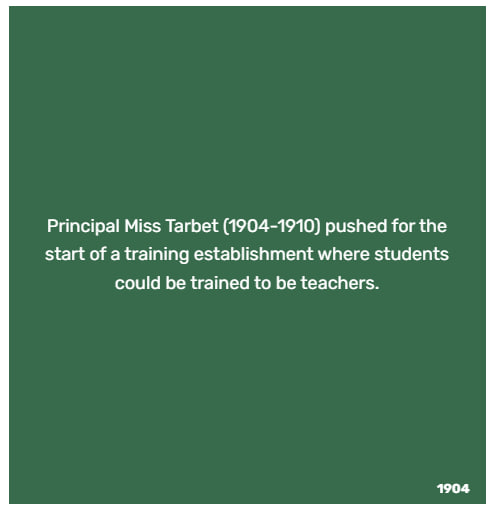 Principal Miss Tarbet (1904-1910) pushed for the
start of a training establishment where students
could be trained to be teachers.
1904